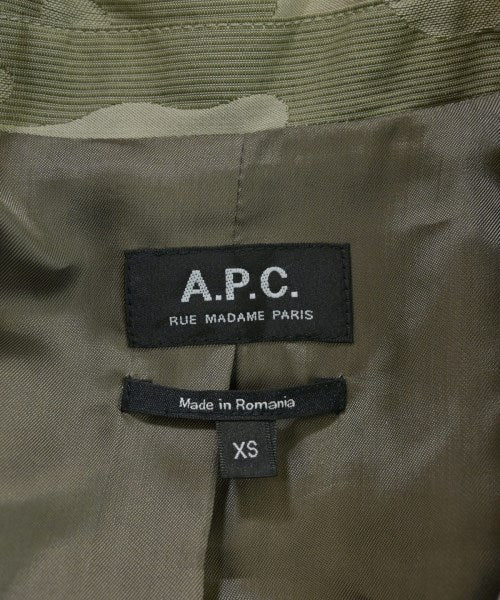 A.P.C.
RUE MADAME PARIS
Made in Romania
XS